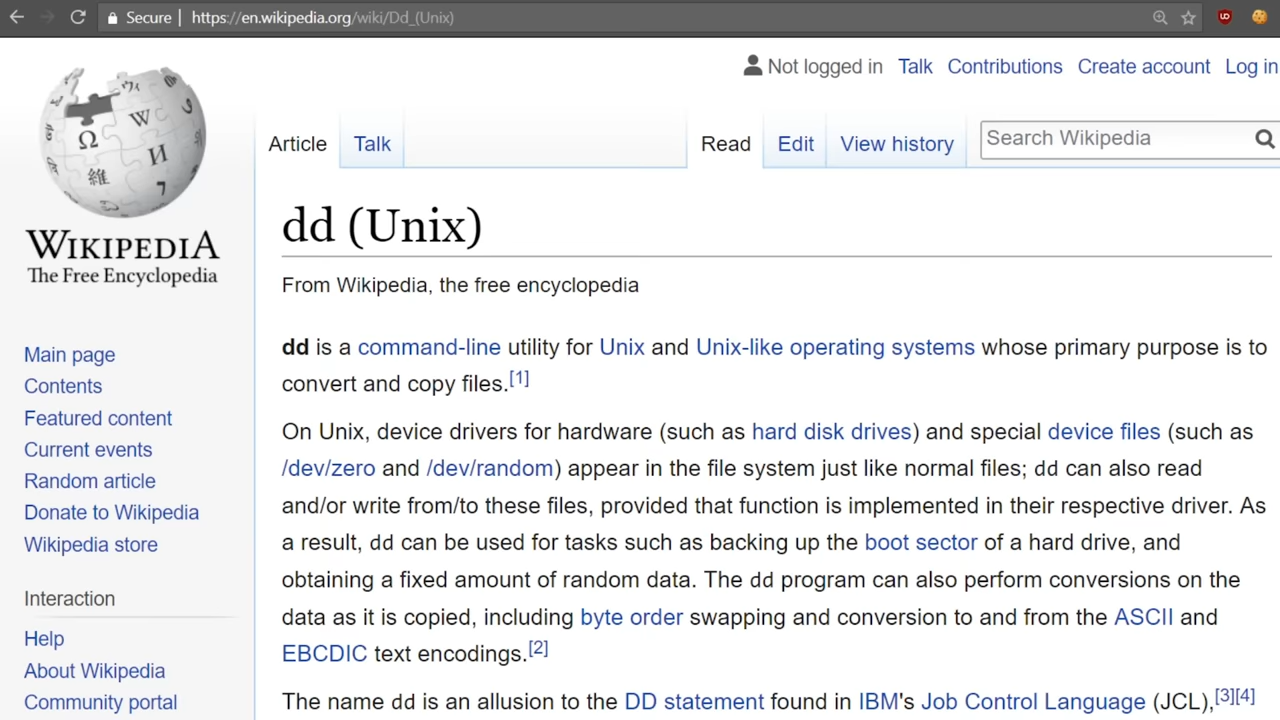 Secure | https://en.wikipedia.org/wiki/Dd_(Unix)
Not logged in Talk Contributions Create account Log in
Article Talk Read Edit View history Search Wikipedia
WIKIPEDIA
The Free Encyclopedia
dd (Unix)
From Wikipedia, the free encyclopedia
dd is a command-line utility for Unix and Unix-like operating systems whose primary purpose is to
convert and copy files.[1]
On Unix, device drivers for hardware (such as hard disk drives) and special device files (such as
/dev/zero and /dev/random) appear in the file system just like normal files; dd can also read
and/or write from/to these files, provided that function is implemented in their respective driver. As
a result, dd can be used for tasks such as backing up the boot sector of a hard drive, and
obtaining a fixed amount of random data. The dd program can also perform conversions on the
data as it is copied, including byte order swapping and conversion to and from the ASCII and
EBCDIC text encodings.[2]
The name dd is an allusion to the DD statement found in IBM's Job Control Language (JCL),[3][4]
Main page
Contents
Featured content
Current events
Random article
Donate to Wikipedia
Wikipedia store
Interaction
Help
About Wikipedia
Community portal